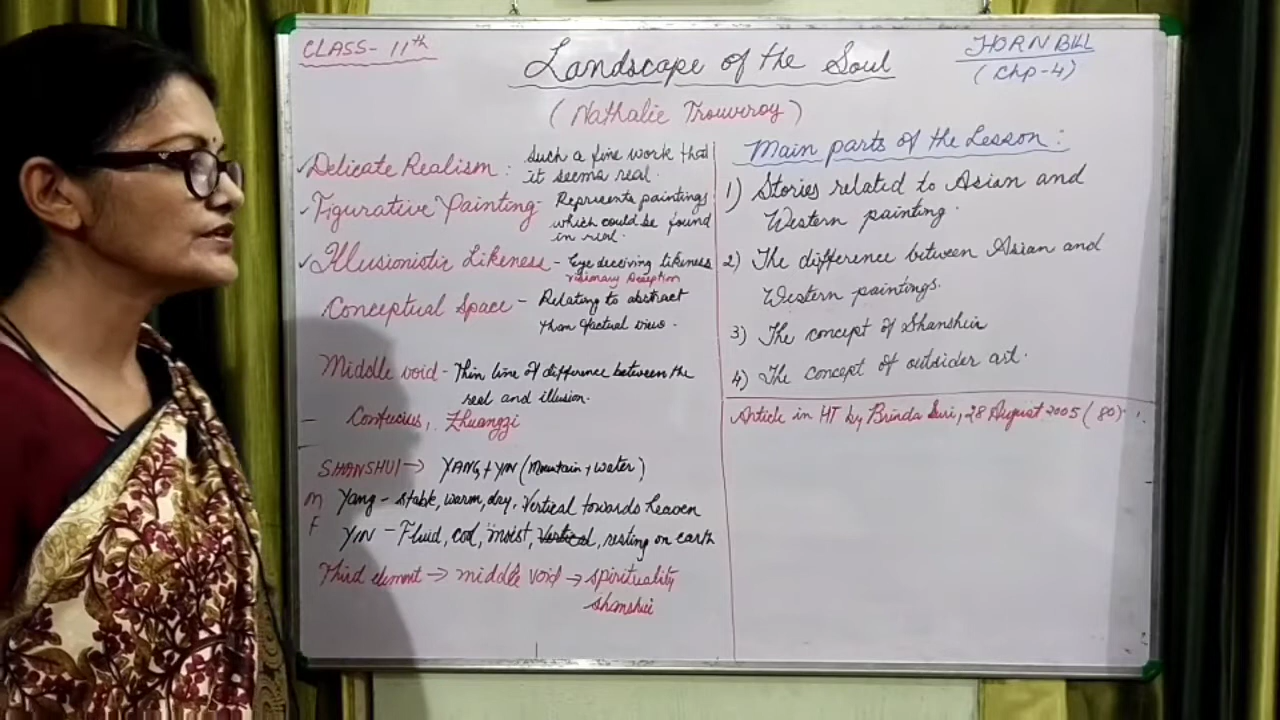 CLASS- 11th
Landscape of the Soul
HORNBILL
(Chp-4)
(Nathalie Trouveroy)
✓Delicate Realism : Such a fine work that
it seems real.
✓Figurative Painting- Represents paintings
which could be found
in real.
✓Illusionistic Likeness - Eye deceiving likeness
Visionary Deception
Conceptual Space - Relating to abstract
than factual view.
Middle void - Thin line of difference between the
real and illusion.
- Confucius, Zhuangzi
SHANSHUI → YANG + YIN (Mountain + water)
M Yang - stable, warm, dry, Vertical towards heaven
F YIN - Fluid, cool, moist, Vertical, resting on earth
Third element → middle void → spirituality
Shanshui
Main parts of the Lesson :
1) Stories related to Asian and
Western painting.
2) The difference between Asian and
Western paintings.
3) The concept of Shanshui
4) The concept of outsider art.
Article in HT by Brinda Suri, 28 August 2005 (80)